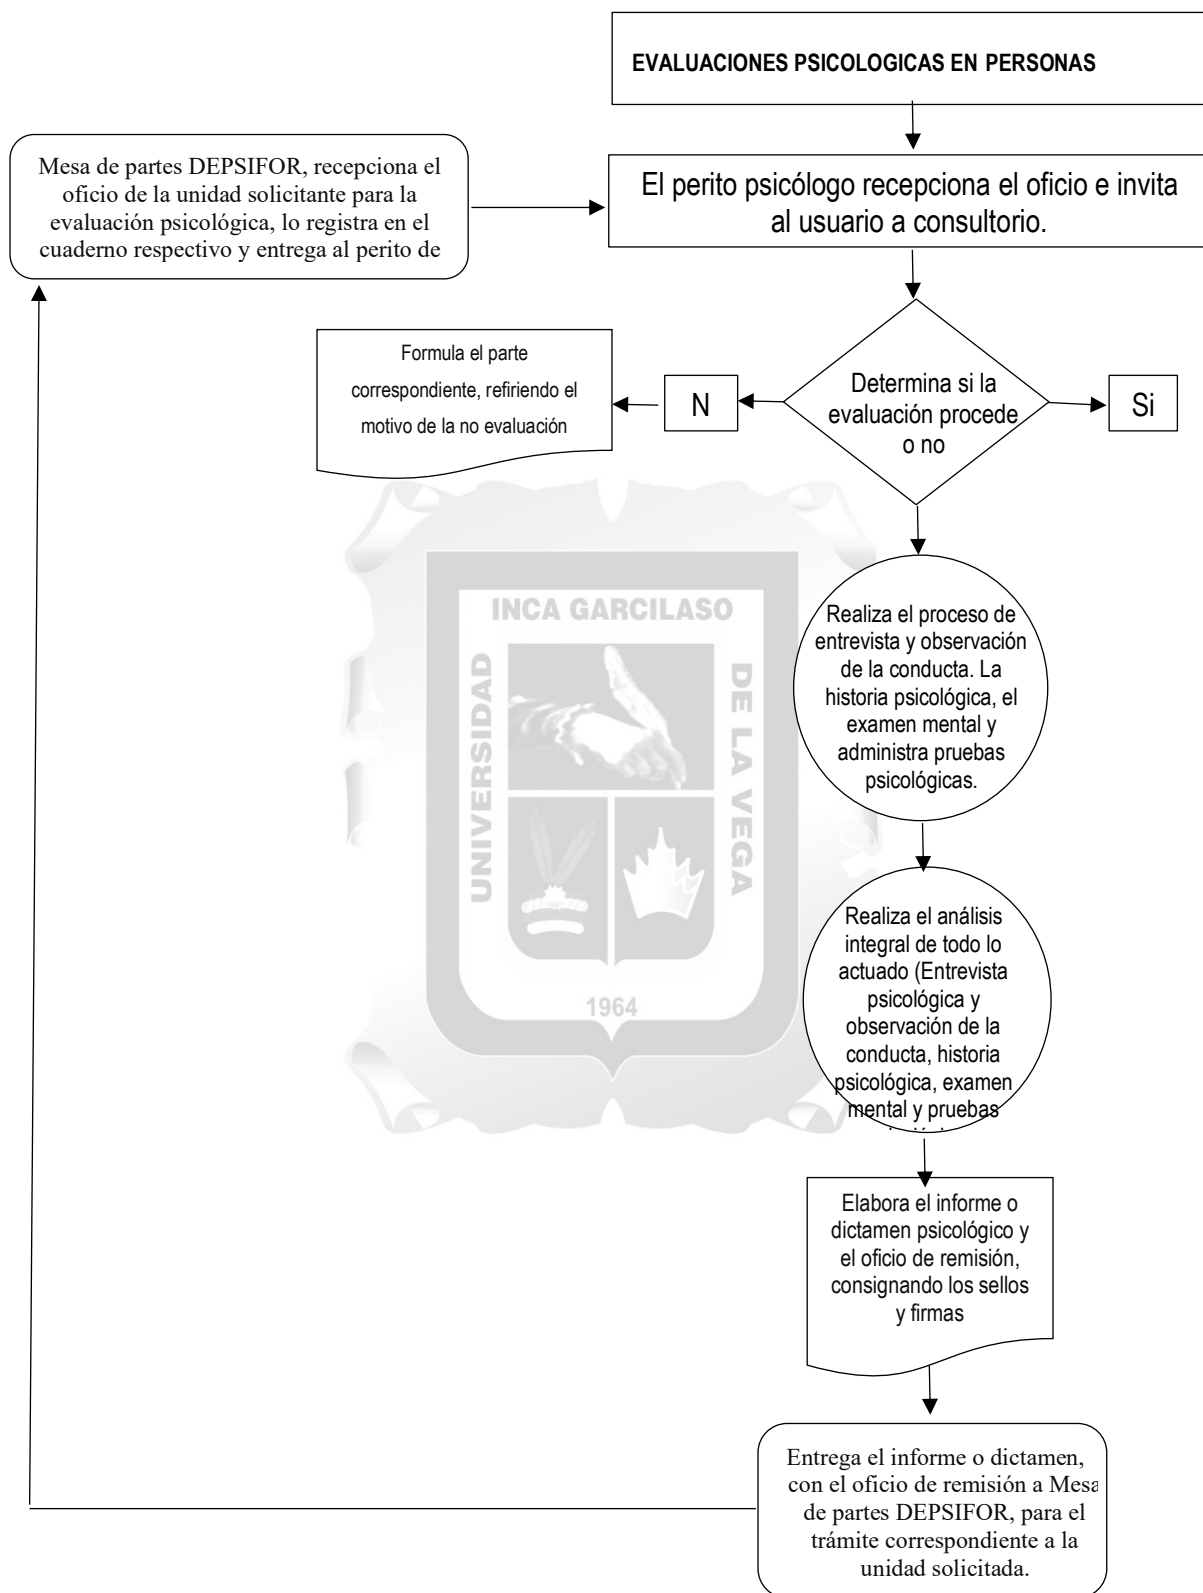 EVALUACIONES PSICOLOGICAS EN PERSONAS
Mesa de partes DEPSIFOR, recepciona el
oficio de la unidad solicitante para la
evaluación psicológica, lo registra en el
cuaderno respectivo y entrega al perito de
El perito psicólogo recepciona el oficio e invita
al usuario a consultorio.
Determina si la
evaluación procede
o no
N
Si
Formula el parte
correspondiente, refiriendo el
motivo de la no evaluación
Realiza el proceso de
entrevista y observación
de la conducta. La
historia psicológica, el
examen mental y
administra pruebas
psicológicas.
Realiza el análisis
integral de todo lo
actuado (Entrevista
psicológica y
observación de la
conducta, historia
psicológica, examen
mental y pruebas
Elabora el informe o
dictamen psicológico y
el oficio de remisión,
consignando los sellos
y firmas
Entrega el informe o dictamen,
con el oficio de remisión a Mesa
de partes DEPSIFOR, para el
trámite correspondiente a la
unidad solicitada.
UNIVERSIDAD
INCA GARCILASO
DE LA VEGA
1964